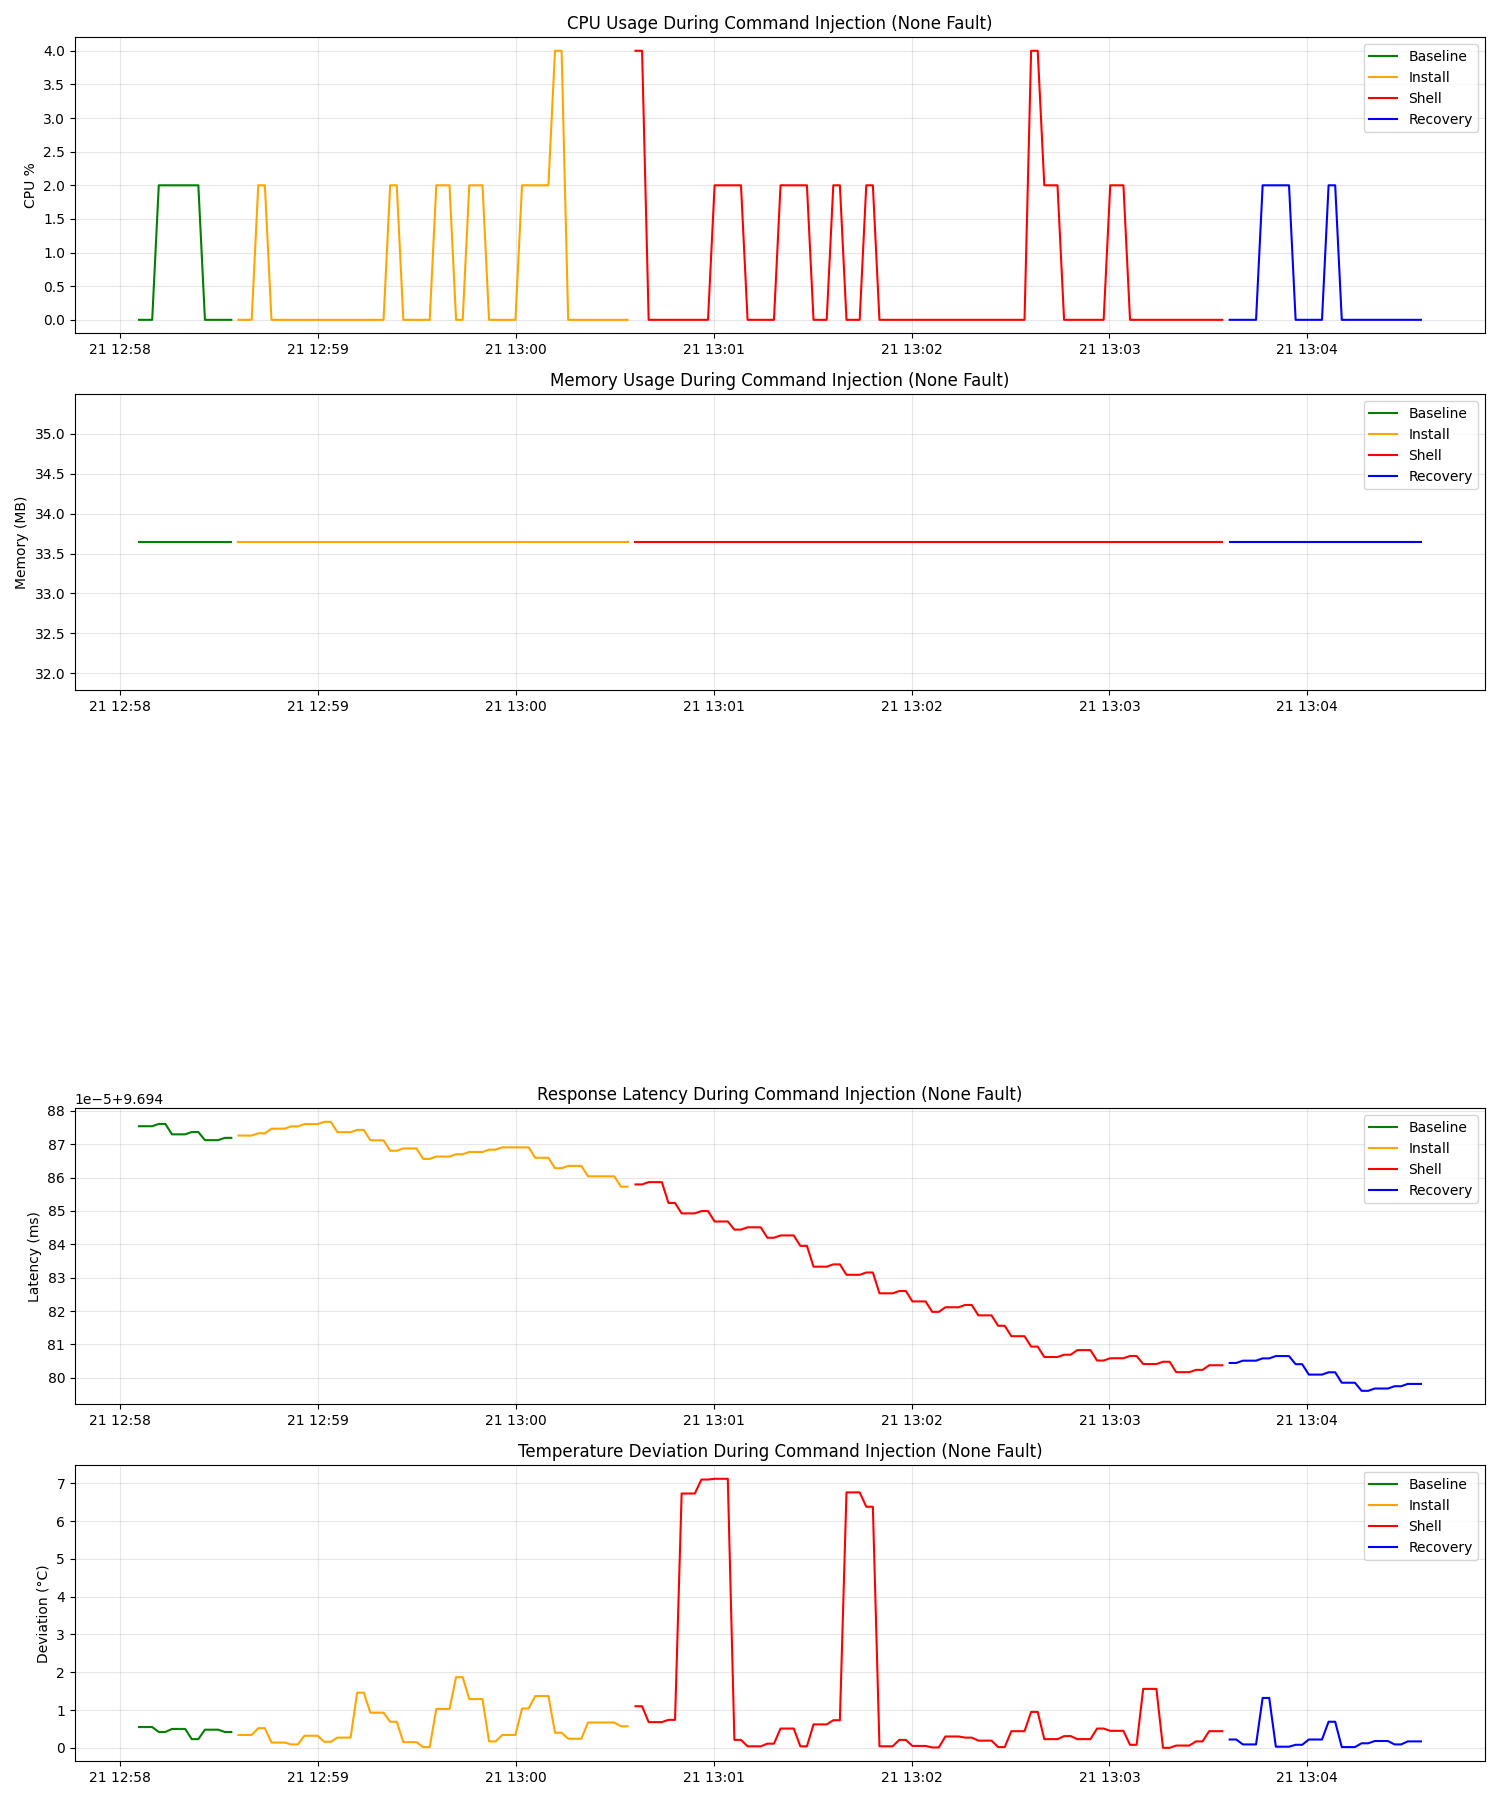 CPU Usage During Command Injection (None Fault)
CPU %
4.0
3.5
3.0
2.5
2.0
1.5
1.0
0.5
0.0
Baseline
Install
Shell
Recovery
21 12:58 21 12:59 21 13:00 21 13:01 21 13:02 21 13:03 21 13:04
Memory Usage During Command Injection (None Fault)
Memory (MB)
35.0
34.5
34.0
33.5
33.0
32.5
32.0
Baseline
Install
Shell
Recovery
21 12:58 21 12:59 21 13:00 21 13:01 21 13:02 21 13:03 21 13:04
Response Latency During Command Injection (None Fault)
1e−5+9.694
Latency (ms)
88
87
86
85
84
83
82
81
80
Baseline
Install
Shell
Recovery
21 12:58 21 12:59 21 13:00 21 13:01 21 13:02 21 13:03 21 13:04
Temperature Deviation During Command Injection (None Fault)
Deviation (°C)
7
6
5
4
3
2
1
0
Baseline
Install
Shell
Recovery
21 12:58 21 12:59 21 13:00 21 13:01 21 13:02 21 13:03 21 13:04